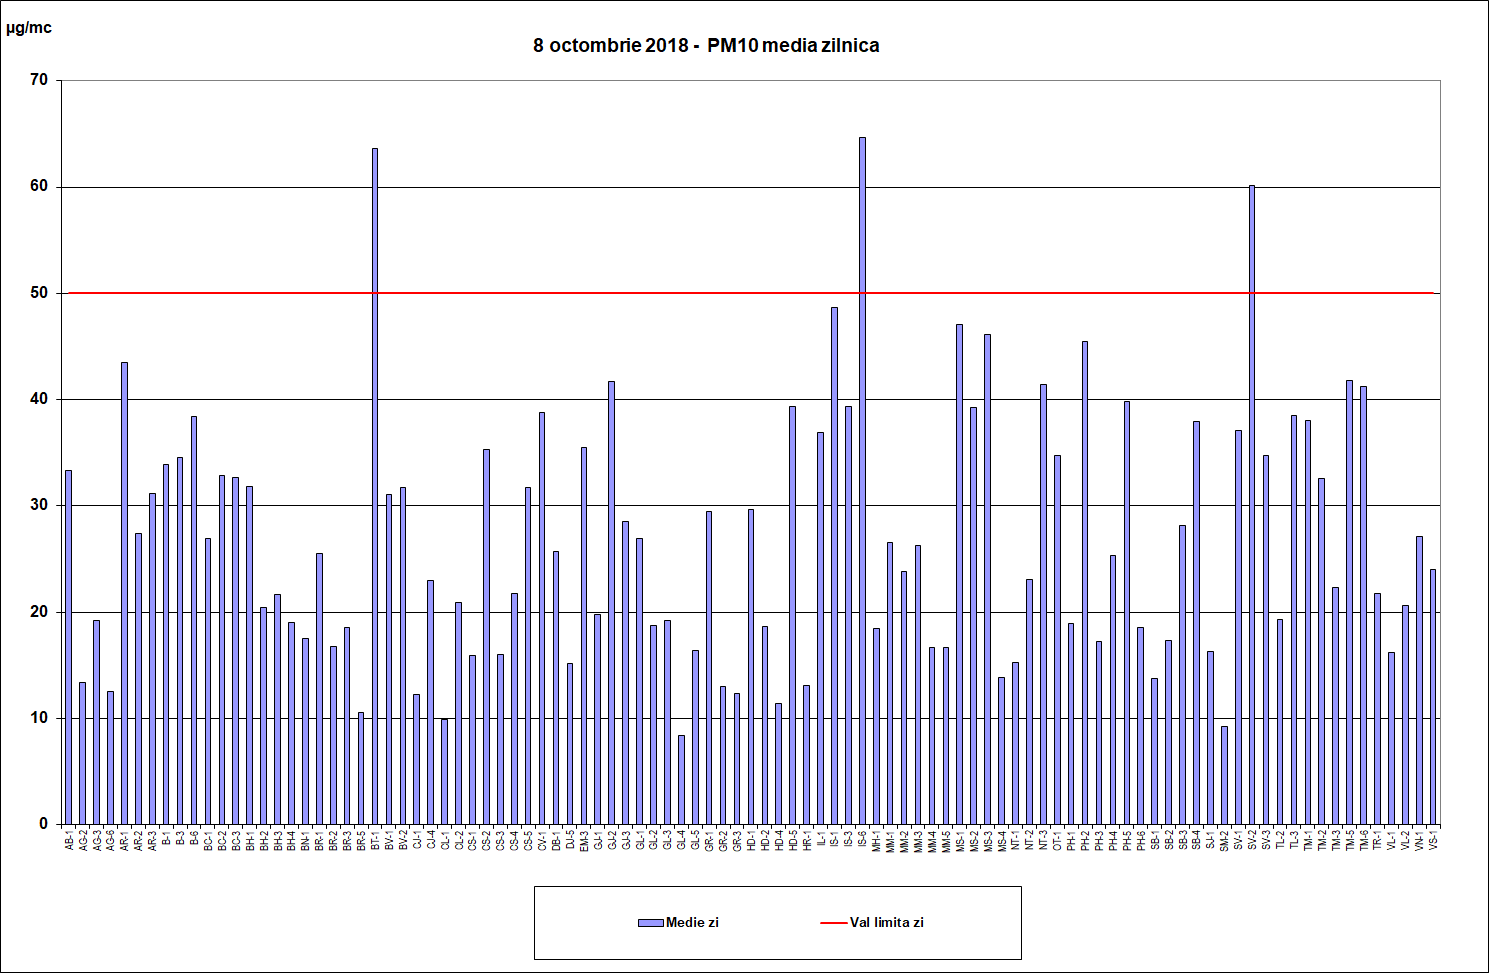 µg/mc
8 octombrie 2018 - PM10 media zilnica
70
60
50
40
30
20
10
0
AB-1
AG-2
AG-3
AG-6
AR-1
AR-2
AR-3
B-1
B-3
B-6
BC-1
BC-2
BC-3
BH-1
BH-2
BH-3
BH-4
BN-1
BR-1
BR-2
BR-3
BR-5
BT-1
BV-1
BV-2
CJ-1
CJ-4
CL-1
CL-2
CS-1
CS-2
CS-3
CS-4
CS-5
CV-1
DB-1
DJ-5
EM-3
GJ-1
GJ-2
GJ-3
GL-1
GL-2
GL-3
GL-4
GL-5
GR-1
GR-2
GR-3
HD-1
HD-2
HD-4
HD-5
HR-1
IL-1
IS-1
IS-3
IS-6
MH-1
MM-1
MM-2
MM-3
MM-4
MM-5
MS-1
MS-2
MS-3
MS-4
NT-1
NT-2
NT-3
OT-1
PH-1
PH-2
PH-3
PH-4
PH-5
PH-6
SB-1
SB-2
SB-3
SB-4
SJ-1
SM-2
SV-1
SV-2
SV-3
TL-2
TL-3
TM-1
TM-2
TM-3
TM-5
TM-6
TR-1
VL-1
VL-2
VN-1
VS-1
Medie zi
Val limita zi